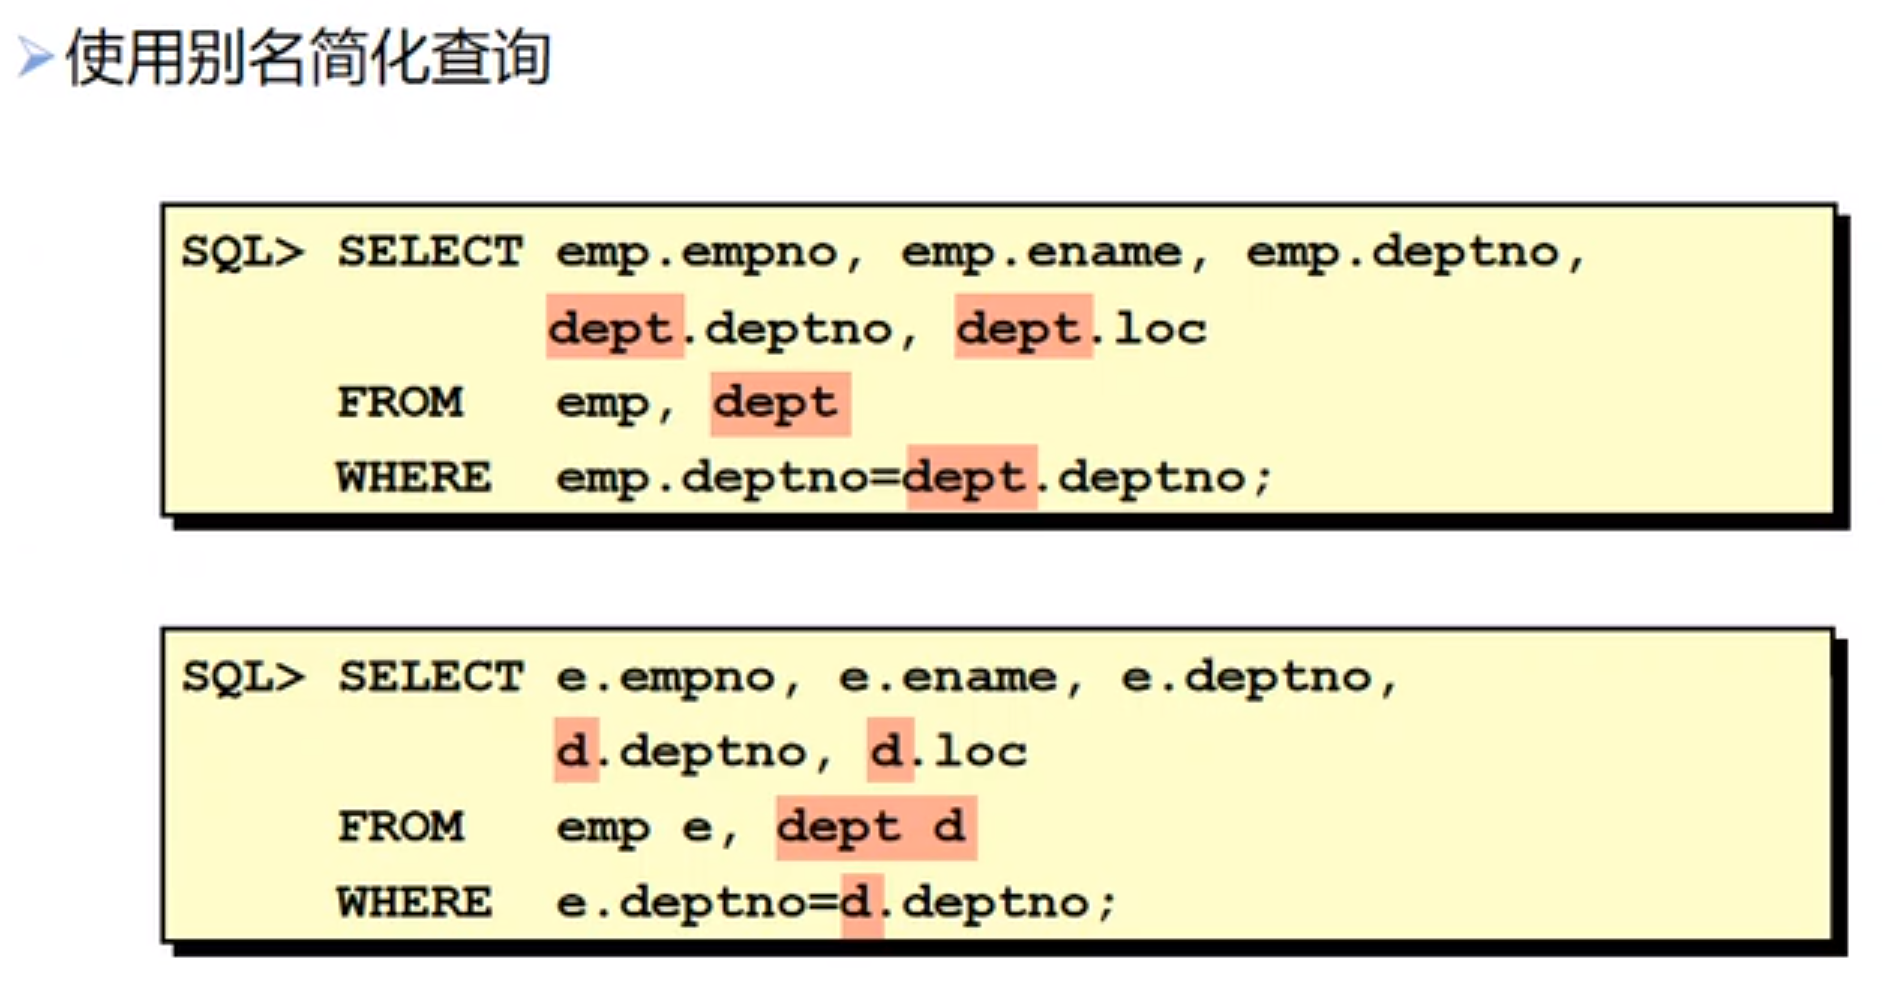 使用别名简化查询
SQL> SELECT emp.empno, emp.ename, emp.deptno,
dept.deptno, dept.loc
FROM emp, dept
WHERE emp.deptno=dept.deptno;
SQL> SELECT e.empno, e.ename, e.deptno,
d.deptno, d.loc
FROM emp e, dept d
WHERE e.deptno=d.deptno;